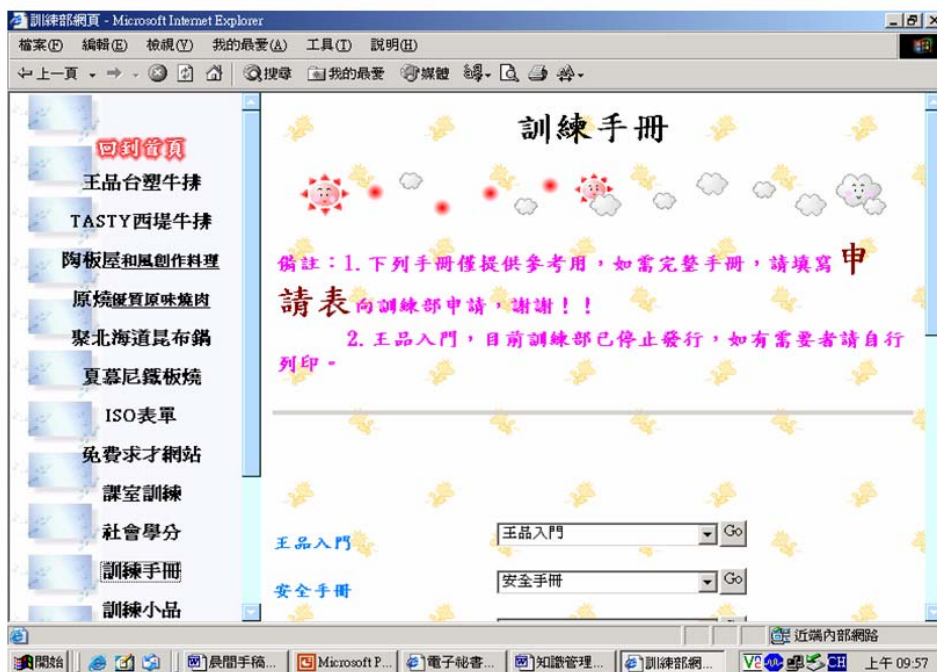 訓練部網頁 - Microsoft Internet Explorer
檔案(F) 編輯(E) 檢視(V) 我的最愛(A) 工具(T) 說明(H)
上一頁 搜尋 我的最愛 媒體
回到首頁
王品台塑牛排
TASTY西堤牛排
陶板屋和風創作料理
原燒優質原味燒肉
聚北海道昆布鍋
夏慕尼鐵板燒
ISO表單
免費求才網站
課室訓練
社會學分
訓練手冊
訓練小品
訓練手冊
備註：1. 下列手冊僅提供參考用，如需完整手冊，請填寫申
請表向訓練部申請，謝謝！！
2. 王品入門，目前訓練部已停止發行，如有需要者請自行
列印。
王品入門 王品入門 Go
安全手冊 安全手冊 Go
近端內部網路
開始 晨間手稿... Microsoft P... 電子祕書... 知識管理... 訓練部網... CH 上午 09:57